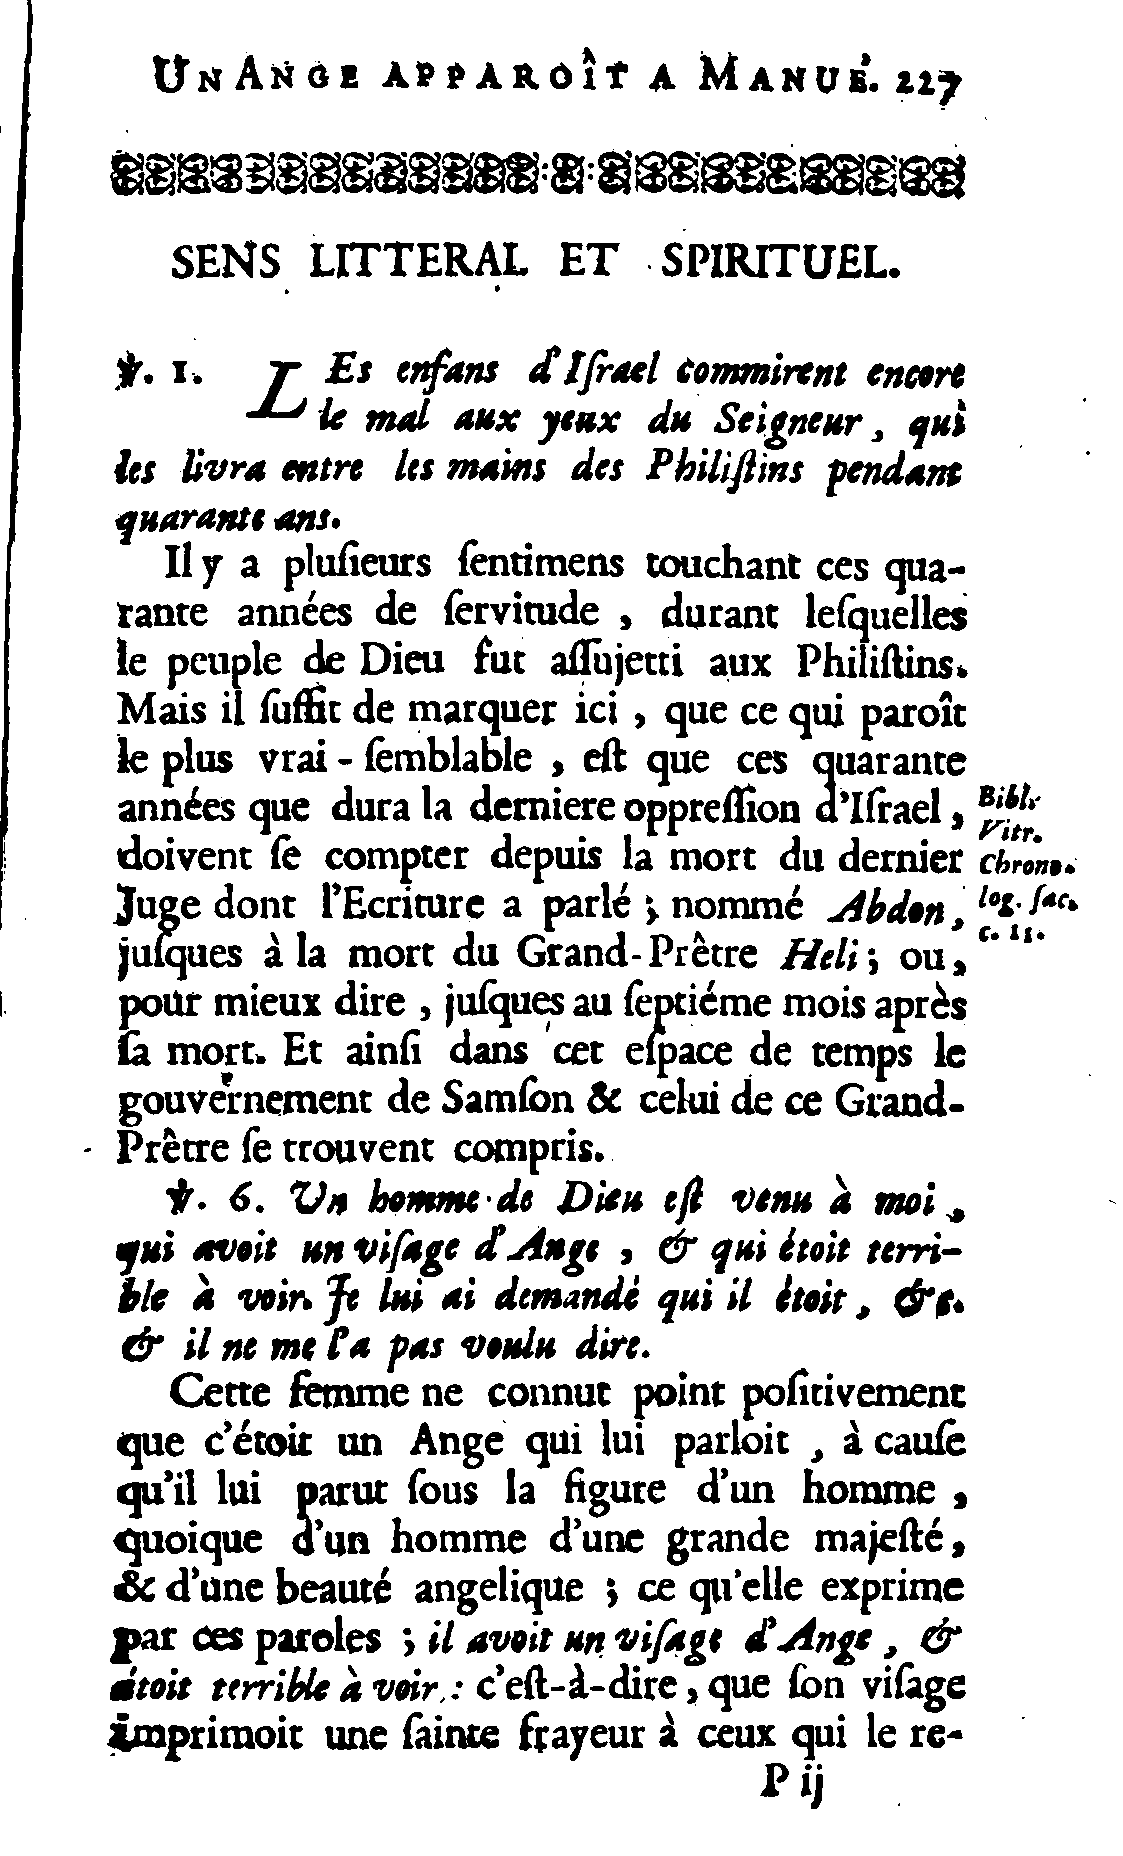 UN ANGE APPAROÎT A MANUÉ. 227
SENS LITTERAL ET SPIRITUEL.
℣. 1. LEs enfans d'Iſrael commirent encore
le mal aux yeux du Seigneur, qui
les livra entre les mains des Philiſtins pendant
quarante ans.
Il y a pluſieurs ſentimens touchant ces qua-
rante années de ſervitude, durant leſquelles
le peuple de Dieu fut aſſujetti aux Philiſtins.
Mais il ſuffit de marquer ici, que ce qui paroît
le plus vrai-ſemblable, eſt que ces quarante
années que dura la derniere oppreſſion d'Iſrael,
doivent ſe compter depuis la mort du dernier
Juge dont l'Ecriture a parlé; nommé Abdon,
juſques à la mort du Grand-Prêtre Heli; ou,
pour mieux dire, juſques au ſeptiéme mois après
ſa mort. Et ainſi dans cet eſpace de temps le
gouvernement de Samſon & celui de ce Grand-
Prêtre ſe trouvent compris.
Bibl.
Vitr.
Chrono-
log. ſac.
c. 11.
℣. 6. Un homme de Dieu eſt venu à moi,
qui avoit un viſage d'Ange, & qui étoit terri-
ble à voir. Je lui ai demandé qui il étoit, &c.
& il ne me l'a pas voulu dire.
Cette femme ne connut point poſitivement
que c'étoit un Ange qui lui parloit, à cauſe
qu'il lui parut ſous la figure d'un homme,
quoique d'un homme d'une grande majeſté,
& d'une beauté angelique; ce qu'elle exprime
par ces paroles; il avoit un viſage d'Ange, &
étoit terrible à voir: c'eſt-à-dire, que ſon viſage
imprimoit une ſainte frayeur à ceux qui le re-
P ij